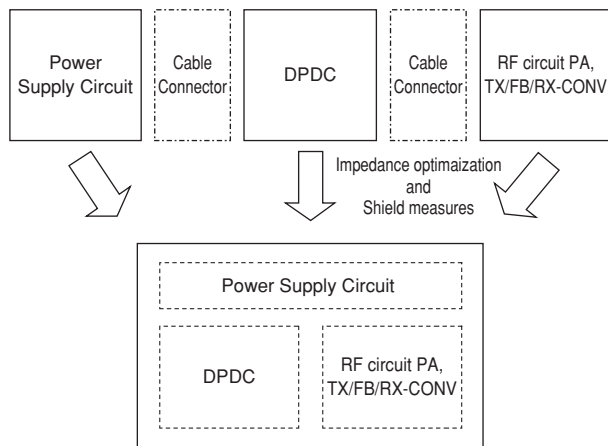 Power
Supply Circuit
Cable
Connector
DPDC
Cable
Connector
RF circuit PA,
TX/FB/RX-CONV
Impedance optimaization
and
Shield measures
Power Supply Circuit
DPDC
RF circuit PA,
TX/FB/RX-CONV